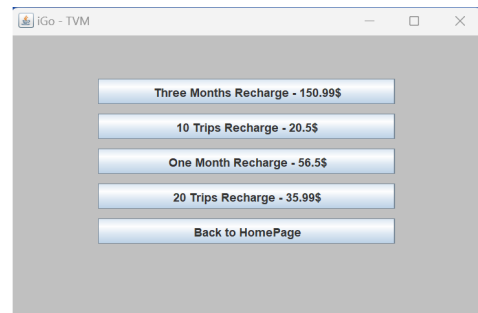 iGo - TVM
Three Months Recharge - 150.99$
10 Trips Recharge - 20.5$
One Month Recharge - 56.5$
20 Trips Recharge - 35.99$
Back to HomePage